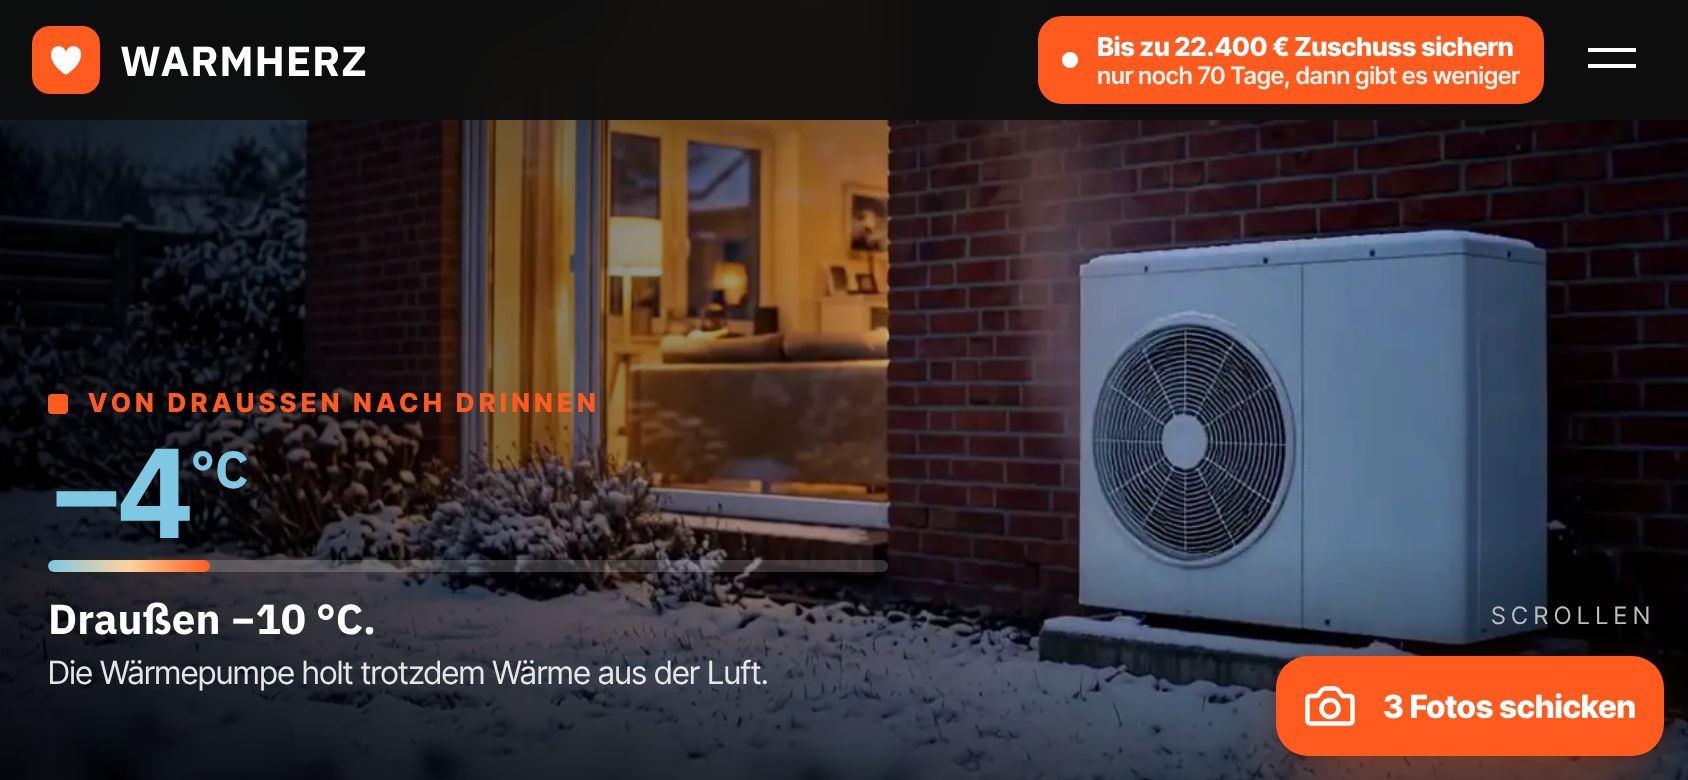 WARMHERZ
Bis zu 22.400 € Zuschuss sichern
nur noch 70 Tage, dann gibt es weniger
VON DRAUSSEN NACH DRINNEN
–4°C
Draußen –10 °C.
Die Wärmepumpe holt trotzdem Wärme aus der Luft.
SCROLLEN
3 Fotos schicken